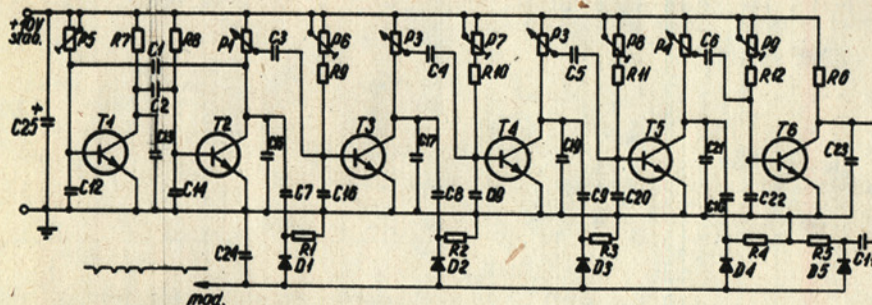 +10V P5 R7 C1 R8 P1 C3 P6 P3 P7 P3 P8 P1 C6 P9
stab. R9 C4 R10 C5 R11 R12 R6
C2
+
C25 T1 C13 T2 T3 C17 T4 C19 T5 C21 T6 C23
C12 C14 C7 C16 C8 C9 C20 C22
C24 R1 R2 R3 R4 R5
D1 D2 D3 D4 D5
mod.